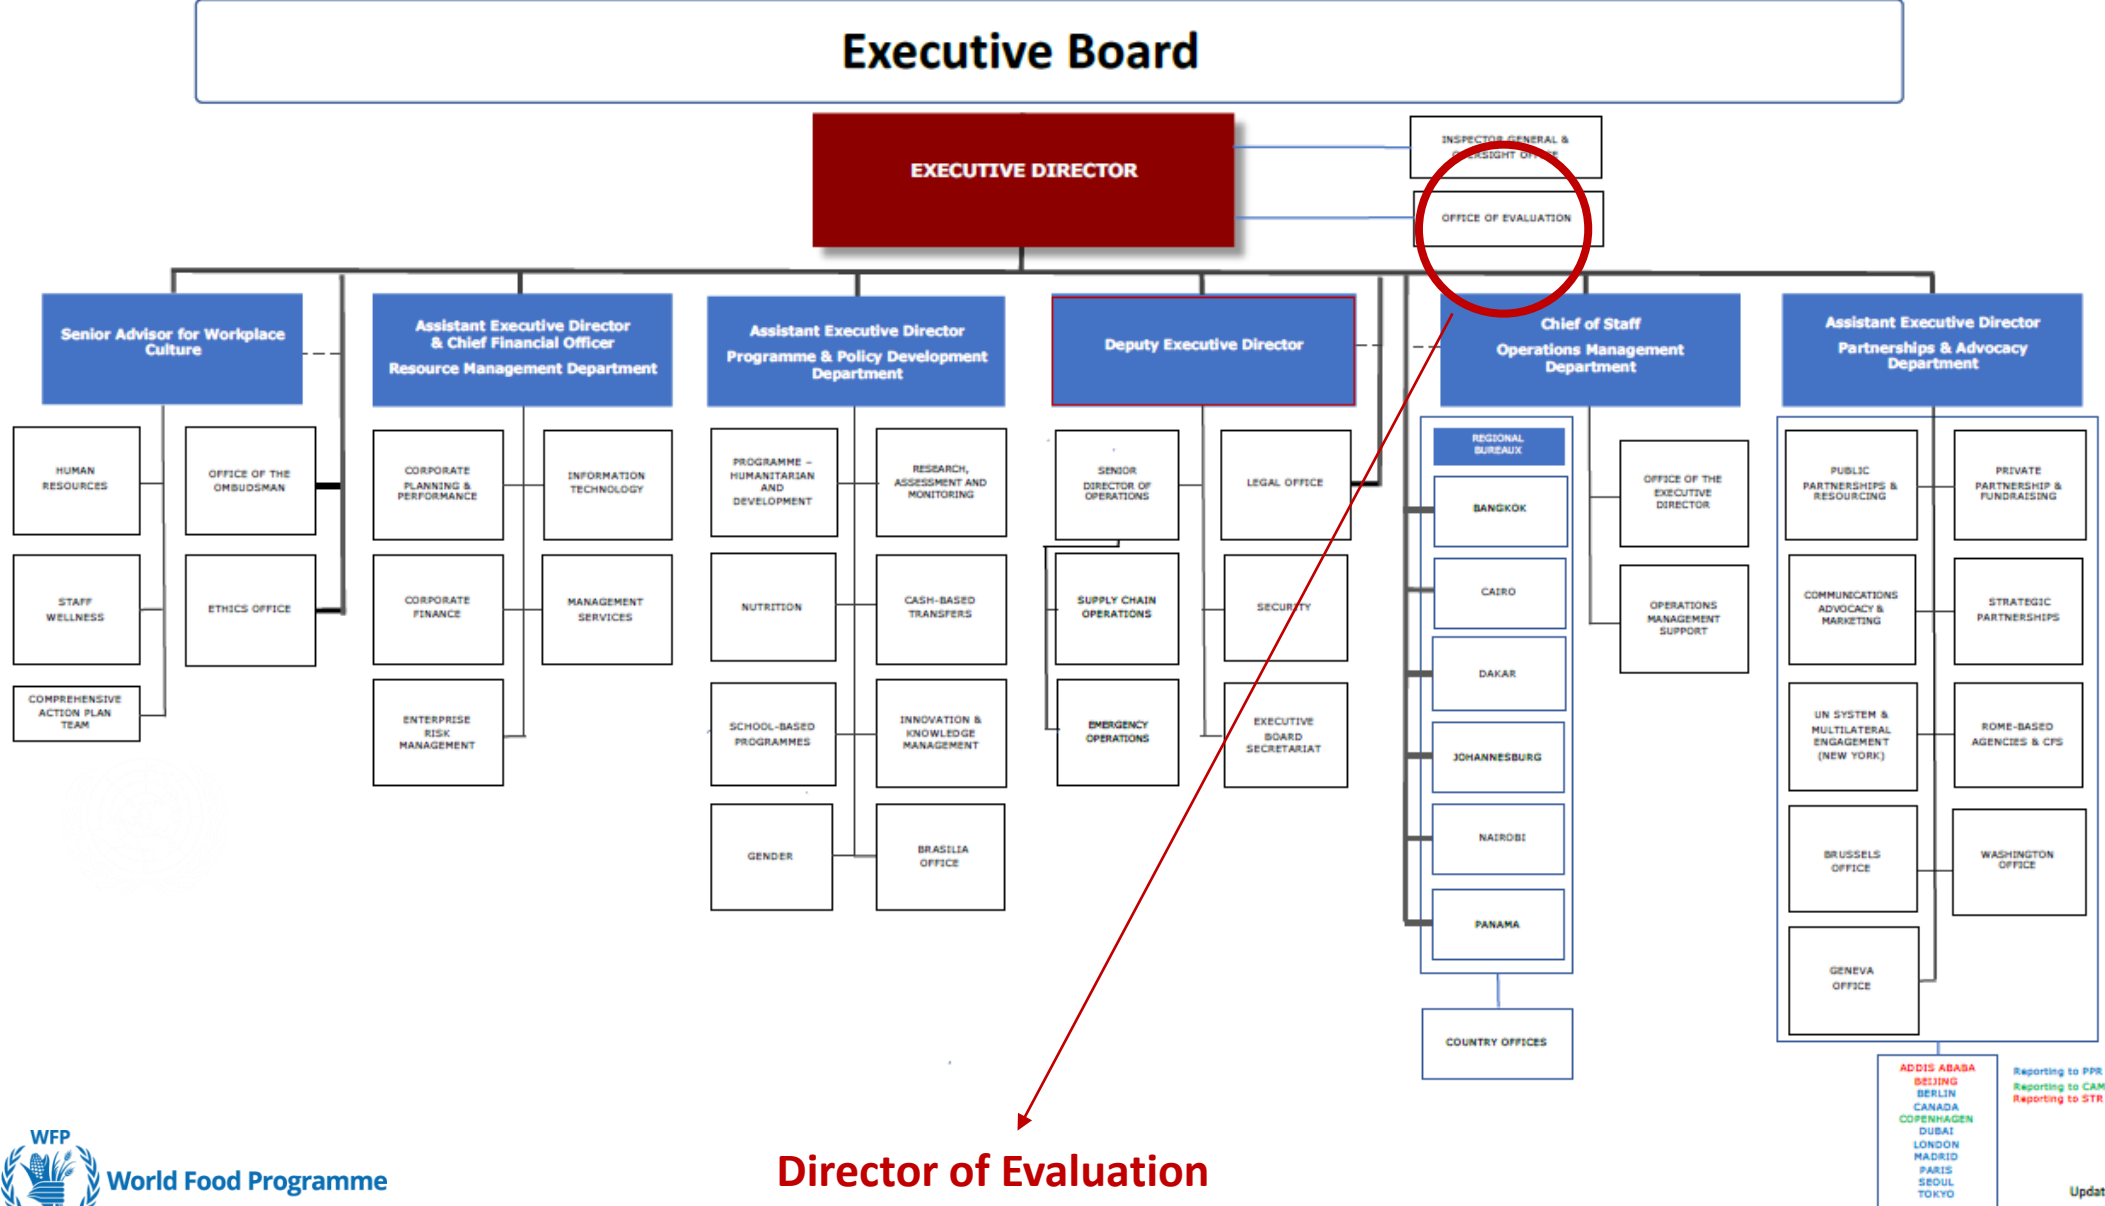 Executive Board
EXECUTIVE DIRECTOR
INSPECTOR GENERAL &
OVERSIGHT OFFICE
OFFICE OF EVALUATION
Senior Advisor for Workplace
Culture
Assistant Executive Director
& Chief Financial Officer
Resource Management Department
Assistant Executive Director
Programme & Policy Development
Department
Deputy Executive Director
Chief of Staff
Operations Management
Department
Assistant Executive Director
Partnerships & Advocacy
Department
HUMAN
RESOURCES
OFFICE OF THE
OMBUDSMAN
STAFF
WELLNESS
ETHICS OFFICE
COMPREHENSIVE
ACTION PLAN
TEAM
CORPORATE
PLANNING &
PERFORMANCE
INFORMATION
TECHNOLOGY
CORPORATE
FINANCE
MANAGEMENT
SERVICES
ENTERPRISE
RISK
MANAGEMENT
PROGRAMME –
HUMANITARIAN
AND
DEVELOPMENT
RESEARCH,
ASSESSMENT AND
MONITORING
NUTRITION
CASH-BASED
TRANSFERS
SCHOOL-BASED
PROGRAMMES
INNOVATION &
KNOWLEDGE
MANAGEMENT
GENDER
BRASILIA
OFFICE
SENIOR
DIRECTOR OF
OPERATIONS
LEGAL OFFICE
SUPPLY CHAIN
OPERATIONS
SECURITY
EMERGENCY
OPERATIONS
EXECUTIVE
BOARD
SECRETARIAT
REGIONAL
BUREAUX
BANGKOK
CAIRO
DAKAR
JOHANNESBURG
NAIROBI
PANAMA
COUNTRY OFFICES
OFFICE OF THE
EXECUTIVE
DIRECTOR
OPERATIONS
MANAGEMENT
SUPPORT
PUBLIC
PARTNERSHIPS &
RESOURCING
PRIVATE
PARTNERSHIP &
FUNDRAISING
COMMUNICATIONS
ADVOCACY &
MARKETING
STRATEGIC
PARTNERSHIPS
UN SYSTEM &
MULTILATERAL
ENGAGEMENT
(NEW YORK)
ROME-BASED
AGENCIES & CFS
BRUSSELS
OFFICE
WASHINGTON
OFFICE
GENEVA
OFFICE
ADDIS ABABA
BEIJING
BERLIN
CANADA
COPENHAGEN
DUBAI
LONDON
MADRID
PARIS
SEOUL
TOKYO
Reporting to PPR
Reporting to CAM
Reporting to STR
Updat
Director of Evaluation
WFP
World Food Programme